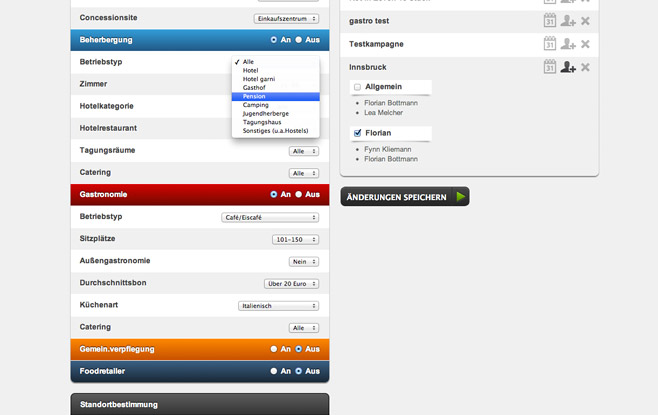 Concessionsite
Einkaufszentrum
Beherbergung
An
Aus
Betriebstyp
Alle
Hotel
Hotel garni
Gasthof
Pension
Camping
Jugendherberge
Tagungshaus
Sonstiges (u.a.Hostels)
Zimmer
Hotelkategorie
Hotelrestaurant
Tagungsräume
Alle
Catering
Alle
Gastronomie
An
Aus
Betriebstyp
Café/Eiscafé
Sitzplätze
101-150
Außengastronomie
Nein
Durchschnittsbon
Über 20 Euro
Küchenart
Italienisch
Catering
Alle
Gemein.verpflegung
An
Aus
Foodretailer
An
Aus
Standortbestimmung
gastro test
31
Testkampagne
31
Innsbruck
31
Allgemein
Florian Bottmann
Lea Melcher
Florian
Fynn Kliemann
Florian Bottmann
ÄNDERUNGEN SPEICHERN